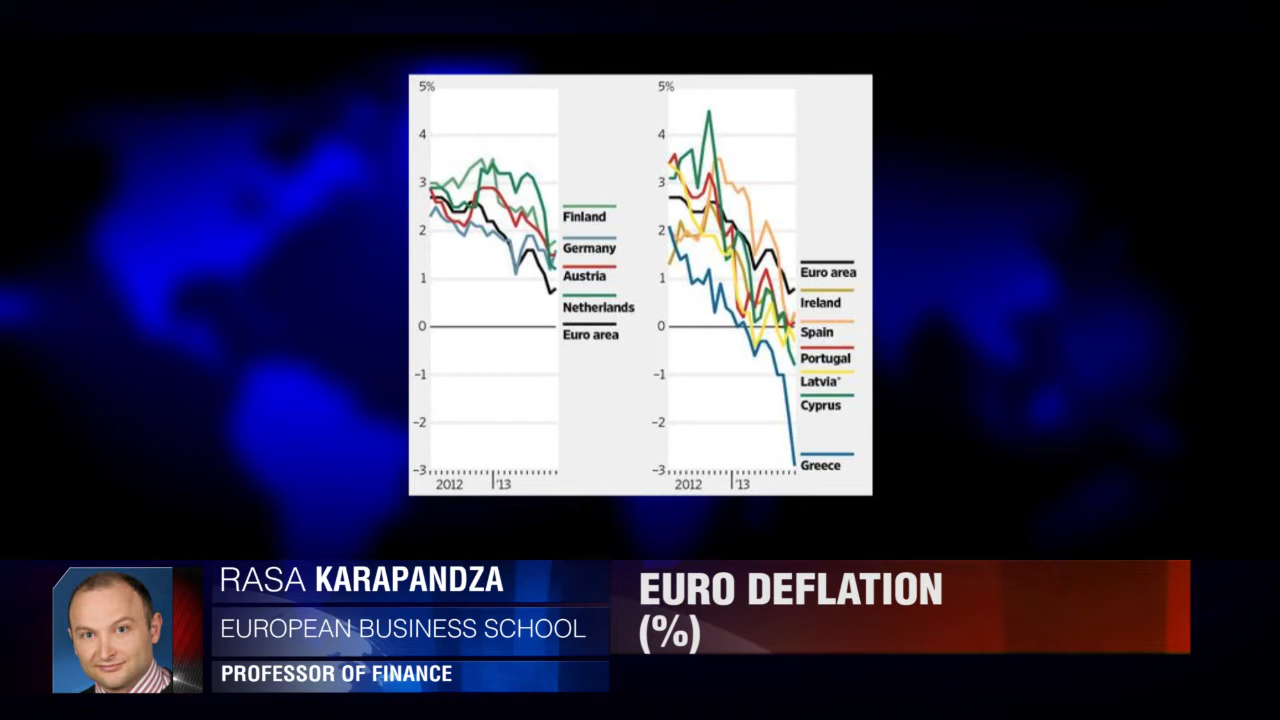 5%
4
3
2
1
0
−1
−2
−3
2012
'13
Finland
Germany
Austria
Netherlands
Euro area
5%
4
3
2
1
0
−1
−2
−3
2012
'13
Euro area
Ireland
Spain
Portugal
Latvia*
Cyprus
Greece
RASA KARAPANDZA
EUROPEAN BUSINESS SCHOOL
PROFESSOR OF FINANCE
EURO DEFLATION
(%)